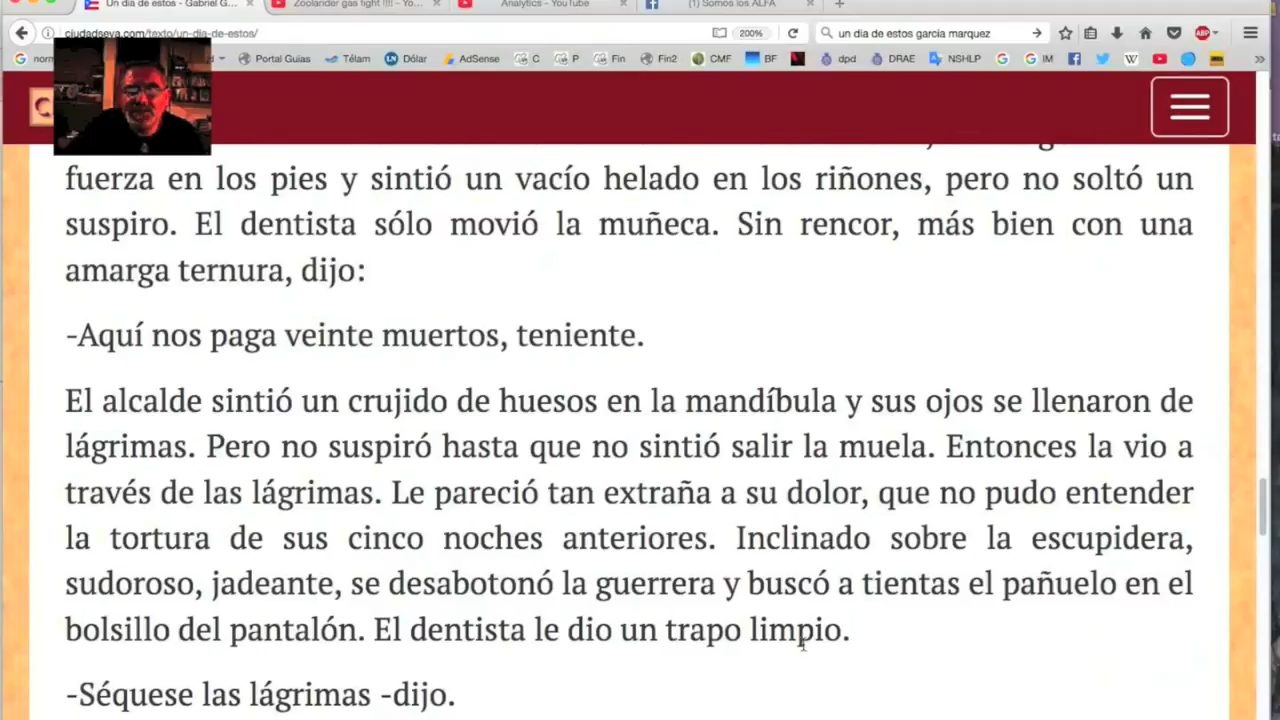 Un día de estos - Gabriel G...
Zoolander gas fight !!!! - Yo...
Analytics - YouTube
(1) Somos los ALFA
ciudadseva.com/texto/un-dia-de-estos/
200%
un dia de estos garcia marquez
Portal Guias
Télam
Dólar
AdSense
C
P
Fin
Fin2
CMF
BF
dpd
DRAE
NSHLP
IM
fuerza en los pies y sintió un vacío helado en los riñones, pero no soltó un
suspiro. El dentista sólo movió la muñeca. Sin rencor, más bien con una
amarga ternura, dijo:
-Aquí nos paga veinte muertos, teniente.
El alcalde sintió un crujido de huesos en la mandíbula y sus ojos se llenaron de
lágrimas. Pero no suspiró hasta que no sintió salir la muela. Entonces la vio a
través de las lágrimas. Le pareció tan extraña a su dolor, que no pudo entender
la tortura de sus cinco noches anteriores. Inclinado sobre la escupidera,
sudoroso, jadeante, se desabotonó la guerrera y buscó a tientas el pañuelo en el
bolsillo del pantalón. El dentista le dio un trapo limpio.
-Séquese las lágrimas -dijo.